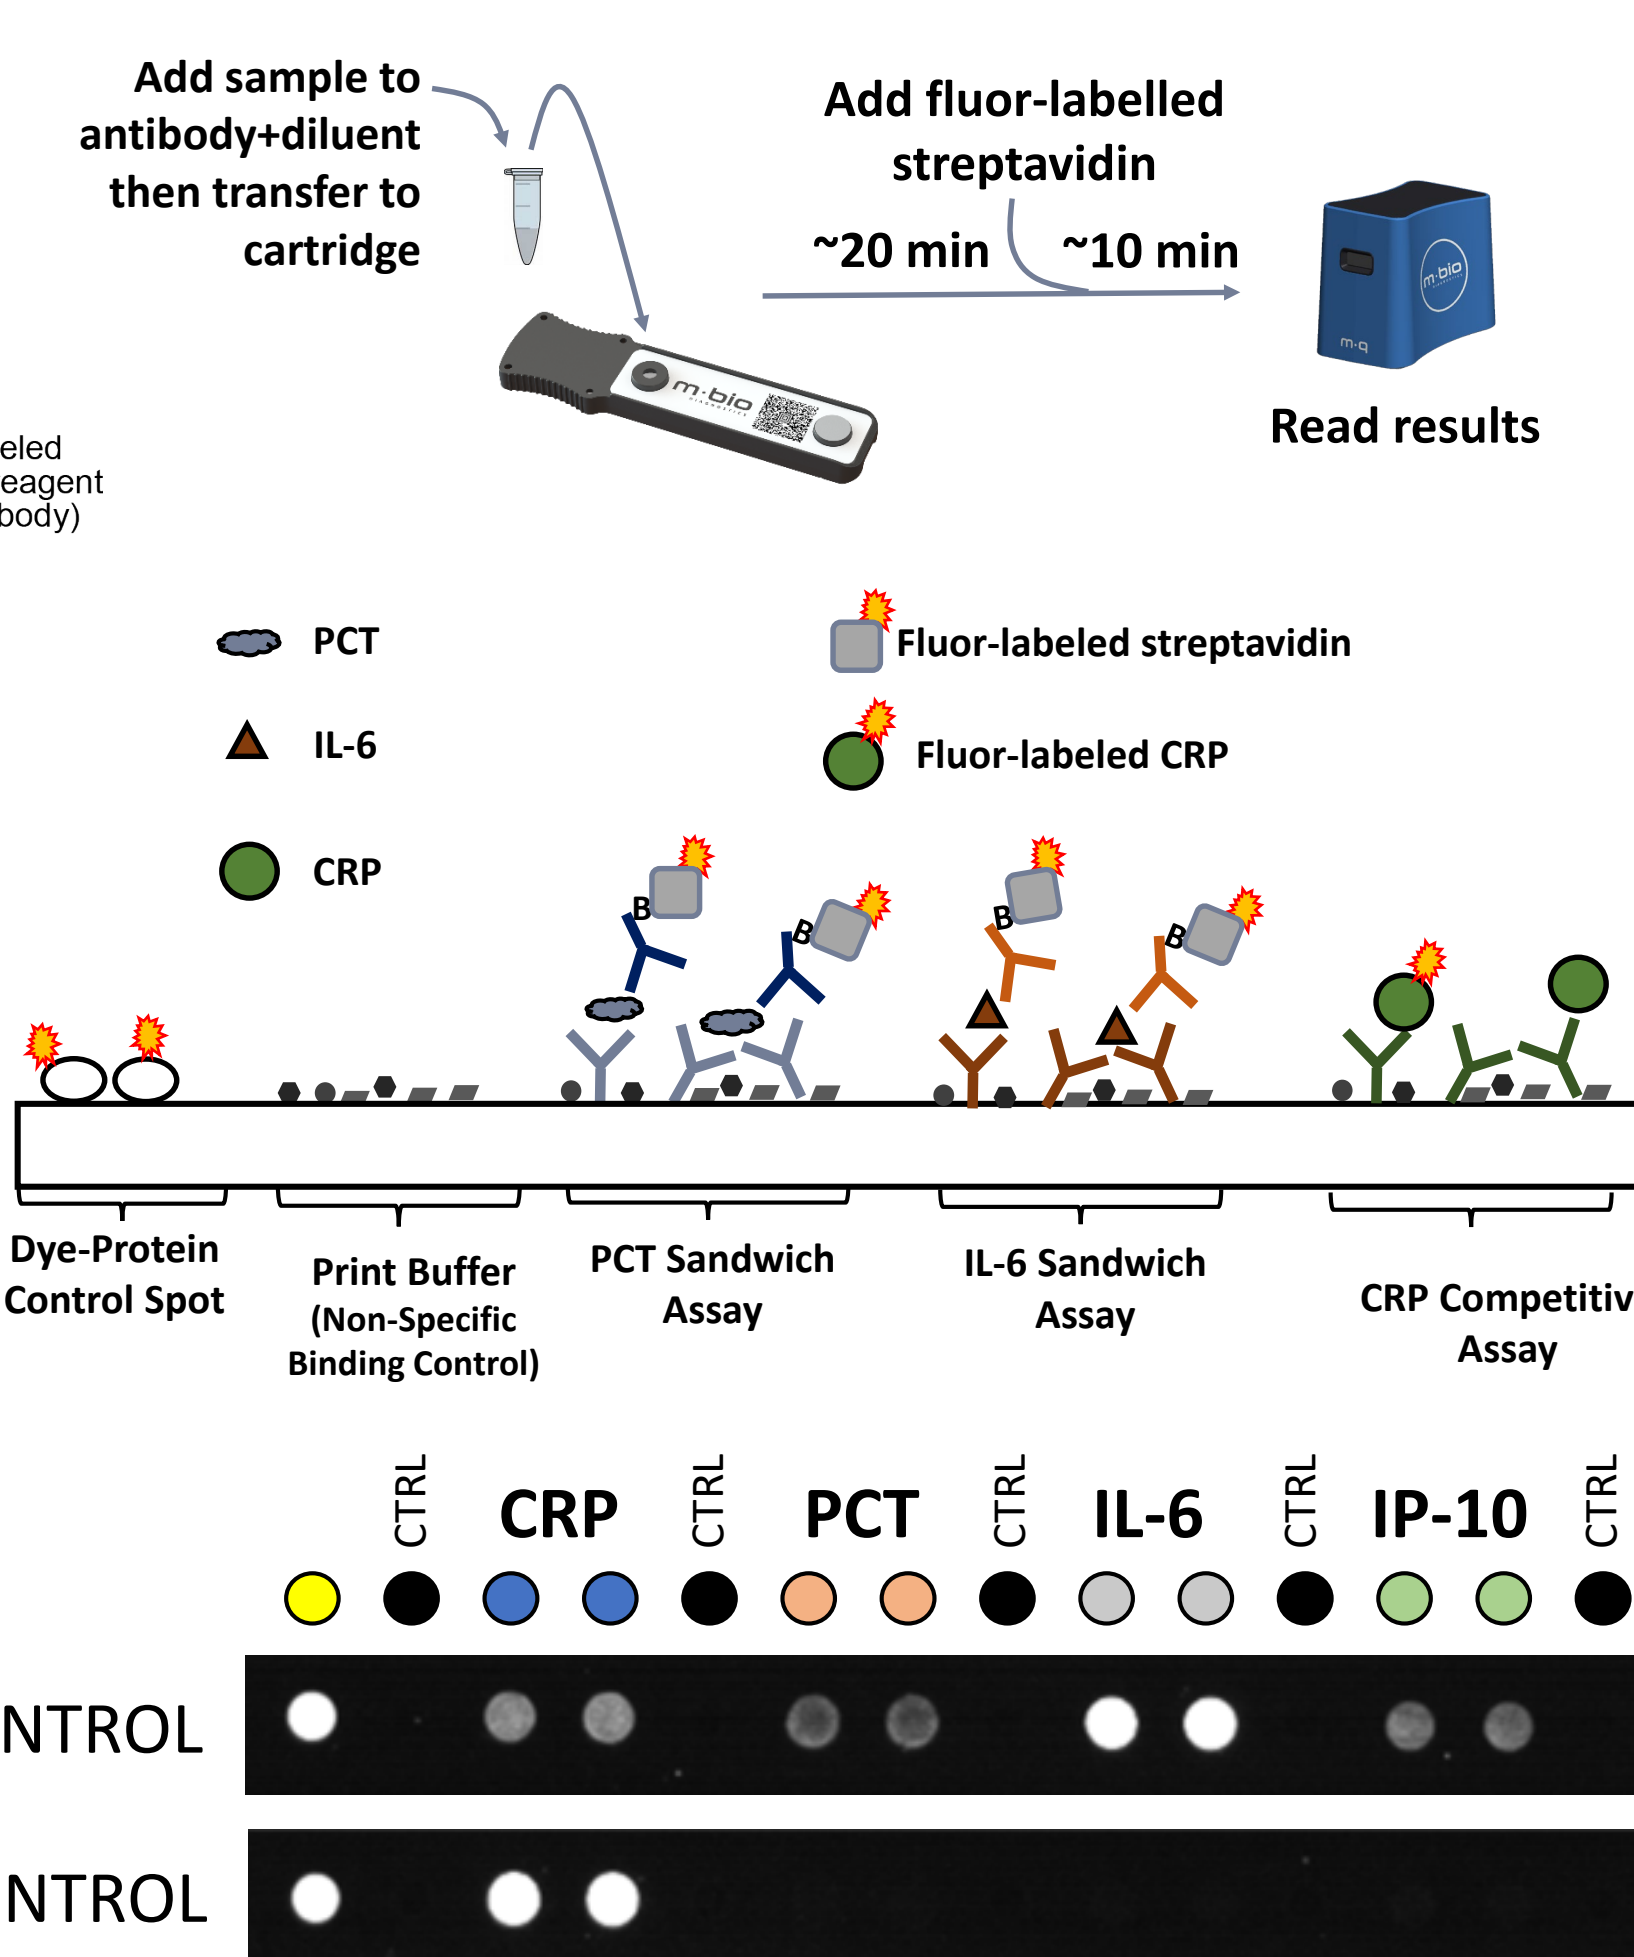 Add sample to
antibody+diluent
then transfer to
cartridge
Add fluor-labelled
streptavidin
~20 min
~10 min
m·bio
DIAGNOSTICS
m·bio
DIAGNOSTICS
m·q
Read results
eled
eagent
body)
PCT
Fluor-labeled streptavidin
IL-6
Fluor-labeled CRP
CRP
B
B
B
B
Dye-Protein
Control Spot
Print Buffer
(Non-Specific
Binding Control)
PCT Sandwich
Assay
IL-6 Sandwich
Assay
CRP Competitiv
Assay
CTRL
CRP
CTRL
PCT
CTRL
IL-6
CTRL
IP-10
CTRL
NTROL
NTROL